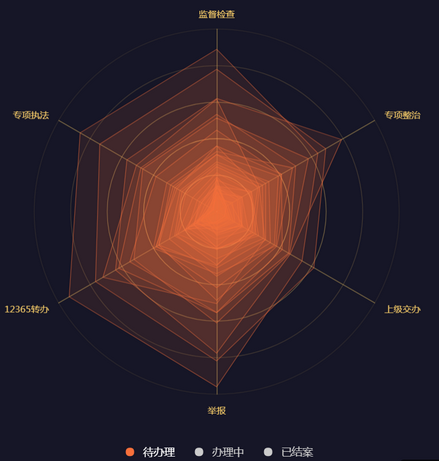 监督检查
专项执法
专项整治
12365转办
上级交办
举报
待办理
办理中
已结案